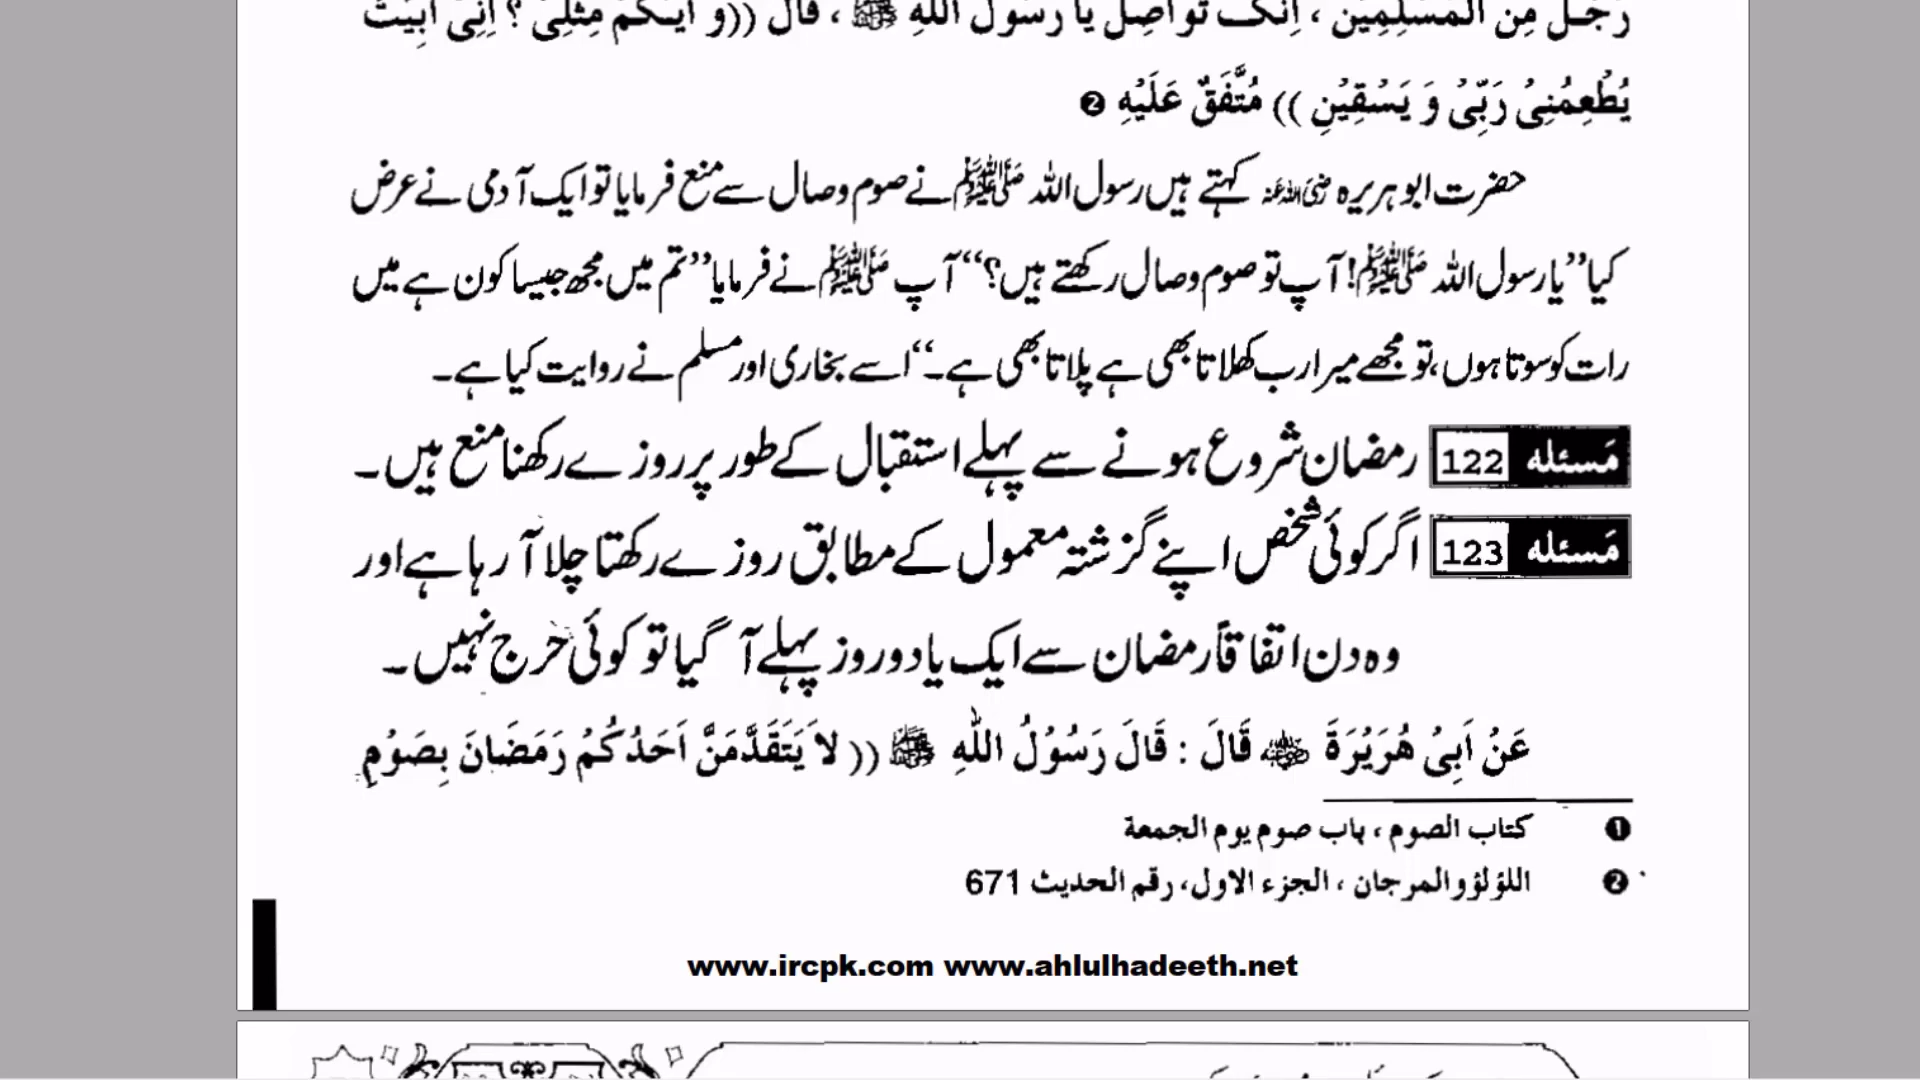 رَجُلٌ مِنَ الْمُسْلِمِيْنَ ، اِنَّكَ تُوَاصِلُ يَا رَسُوْلَ اللّٰهِ ﷺ ، قَالَ (( وَ اَيُّكُمْ مِثْلِىْ ؟ اِنِّىْ اَبِيْتُ
يُطْعِمُنِىْ رَبِّىْ وَ يَسْقِيْنِ )) مُتَّفَقٌ عَلَيْهِ ❷
حضرت ابو ہریرہ رضی اللہ عنہ کہتے ہیں رسول اللہ ﷺ نے صوم وصال سے منع فرمایا تو ایک آدمی نے عرض
کیا ’’یا رسول اللہ ﷺ! آپ تو صوم وصال رکھتے ہیں؟‘‘ آپ ﷺ نے فرمایا ’’تم میں مجھ جیسا کون ہے میں
رات کو سوتا ہوں، تو مجھے میرا رب کھلاتا بھی ہے پلاتا بھی ہے۔‘‘ اسے بخاری اور مسلم نے روایت کیا ہے۔
مَسئلہ 122 رمضان شروع ہونے سے پہلے استقبال کے طور پر روزے رکھنا منع ہیں۔
مَسئلہ 123 اگر کوئی شخص اپنے گزشتہ معمول کے مطابق روزے رکھتا چلا آ رہا ہے اور
وہ دن اتفاقاً رمضان سے ایک یا دو روز پہلے آ گیا تو کوئی حرج نہیں۔
عَنْ اَبِىْ هُرَيْرَةَ رضی اللہ عنہ قَالَ : قَالَ رَسُوْلُ اللّٰهِ ﷺ (( لاَ يَتَقَدَّمَنَّ اَحَدُكُمْ رَمَضَانَ بِصَوْمِ
❶ كتاب الصوم ، باب صوم يوم الجمعة
❷ اللؤلؤ والمرجان ، الجزء الاول، رقم الحديث 671
www.ircpk.com www.ahlulhadeeth.net